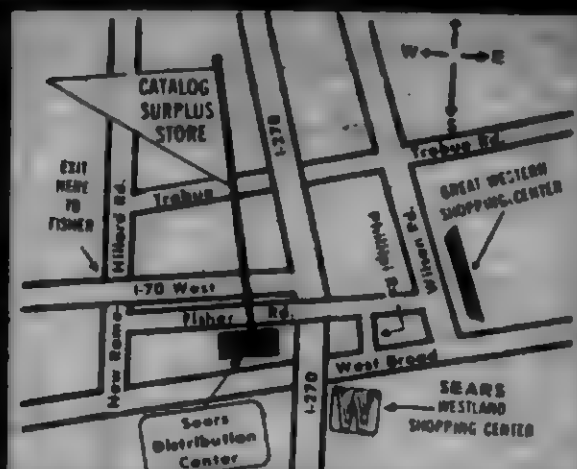 W E
S
CATALOG
SURPLUS
STORE
I-270
Trabue Rd.
EXIT
HERE
TO
FISHER
Hillard Rd.
Trabue
GREAT WESTERN
SHOPPING CENTER
Wilson Rd.
I-70 West
Fisher Rd.
New Rome
West Broad
I-270
SEARS
WESTLAND
SHOPPING CENTER
Sears
Distribution
Center